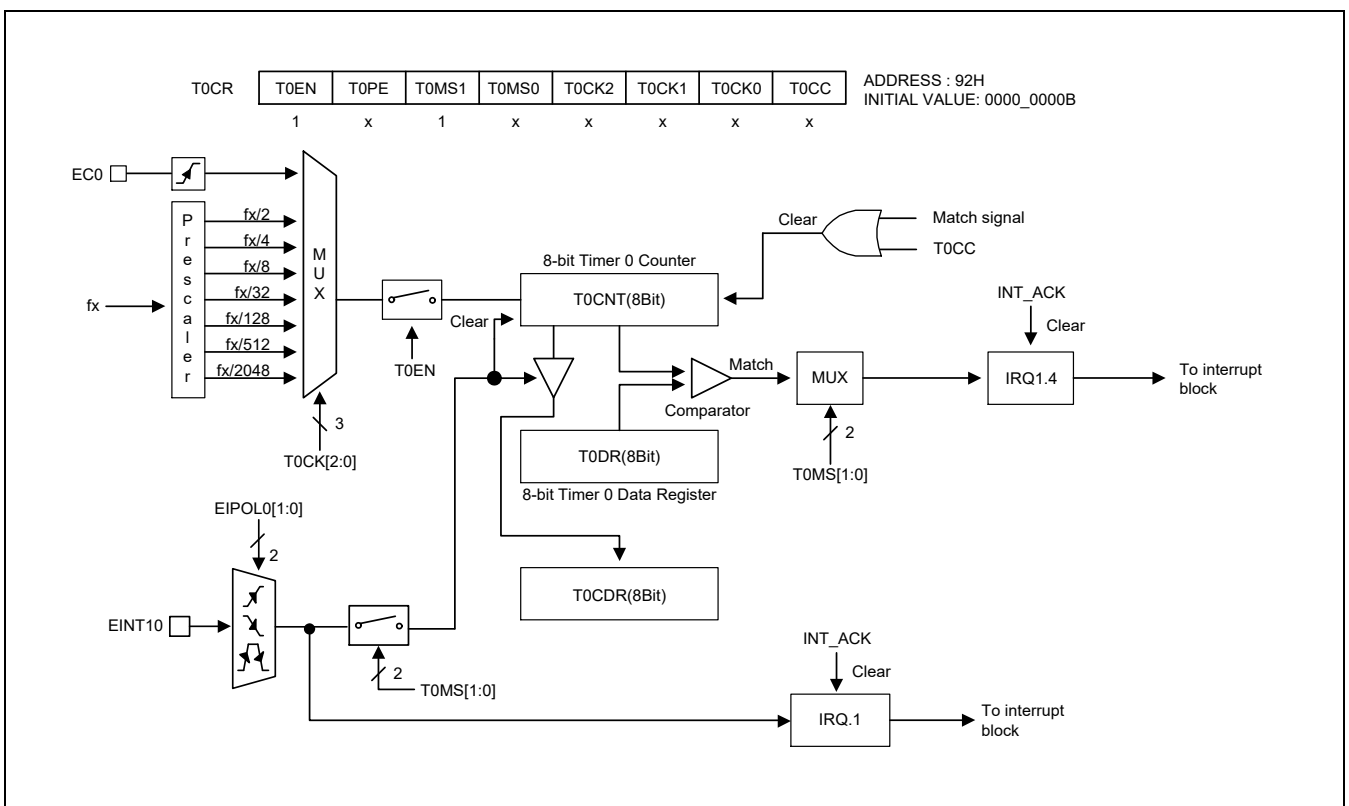 T0CR T0EN T0PE T0MS1 T0MS0 T0CK2 T0CK1 T0CK0 T0CC
ADDRESS : 92H
INITIAL VALUE: 0000_0000B
1 x 1 x x x x x
EC0
fx
Prescaler
fx/2
fx/4
fx/8
fx/32
fx/128
fx/512
fx/2048
MUX
3
T0CK[2:0]
T0EN
8-bit Timer 0 Counter
T0CNT(8Bit)
Clear
Clear
Match signal
T0CC
Match
Comparator
T0DR(8Bit)
8-bit Timer 0 Data Register
T0CDR(8Bit)
MUX
2
T0MS[1:0]
INT_ACK
Clear
IRQ1.4
To interrupt
block
EIPOL0[1:0]
2
EINT10
2
T0MS[1:0]
INT_ACK
Clear
IRQ.1
To interrupt
block